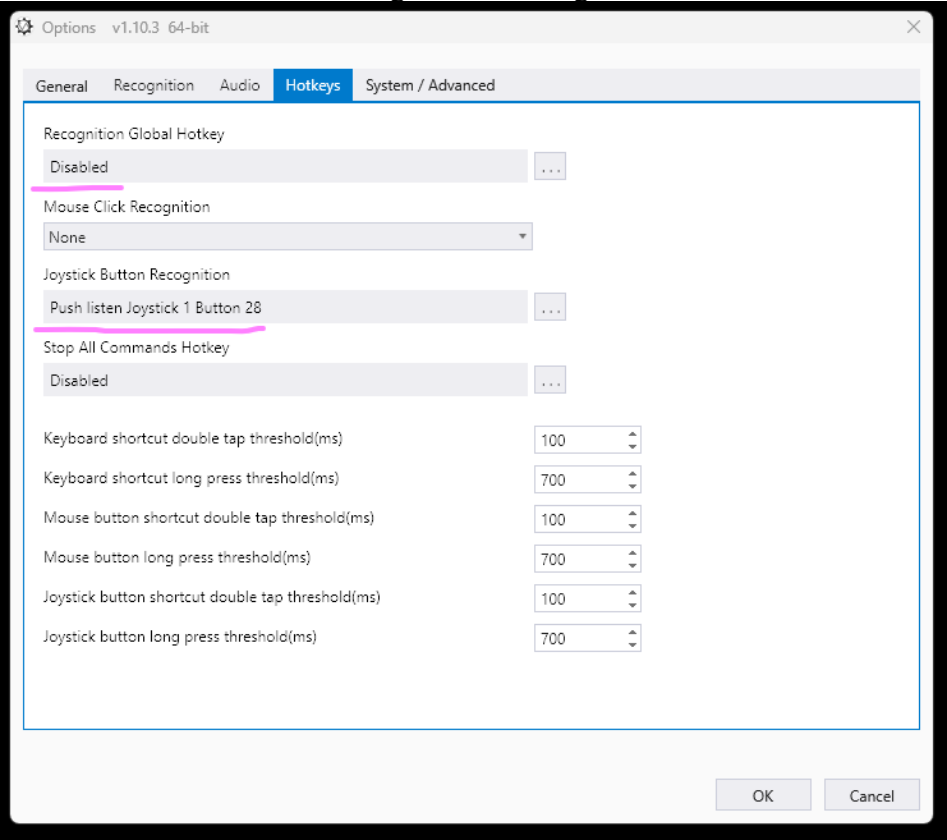 Options v1.10.3 64-bit
General Recognition Audio Hotkeys System / Advanced
Recognition Global Hotkey
Disabled
...
Mouse Click Recognition
None
Joystick Button Recognition
Push listen Joystick 1 Button 28
...
Stop All Commands Hotkey
Disabled
...
Keyboard shortcut double tap threshold(ms) 100
Keyboard shortcut long press threshold(ms) 700
Mouse button shortcut double tap threshold(ms) 100
Mouse button long press threshold(ms) 700
Joystick button shortcut double tap threshold(ms) 100
Joystick button long press threshold(ms) 700
OK Cancel